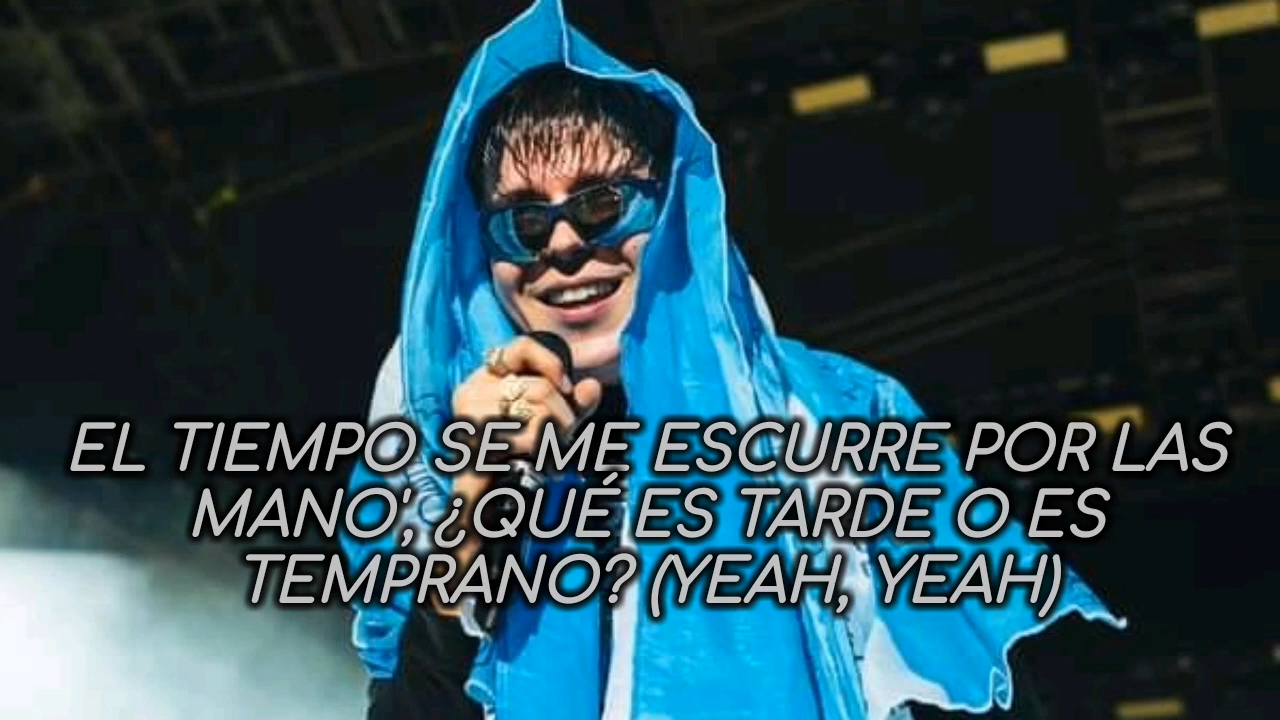 EL TIEMPO SE ME ESCURRE POR LAS
MANO', ¿QUÉ ES TARDE O ES
TEMPRANO? (YEAH, YEAH)